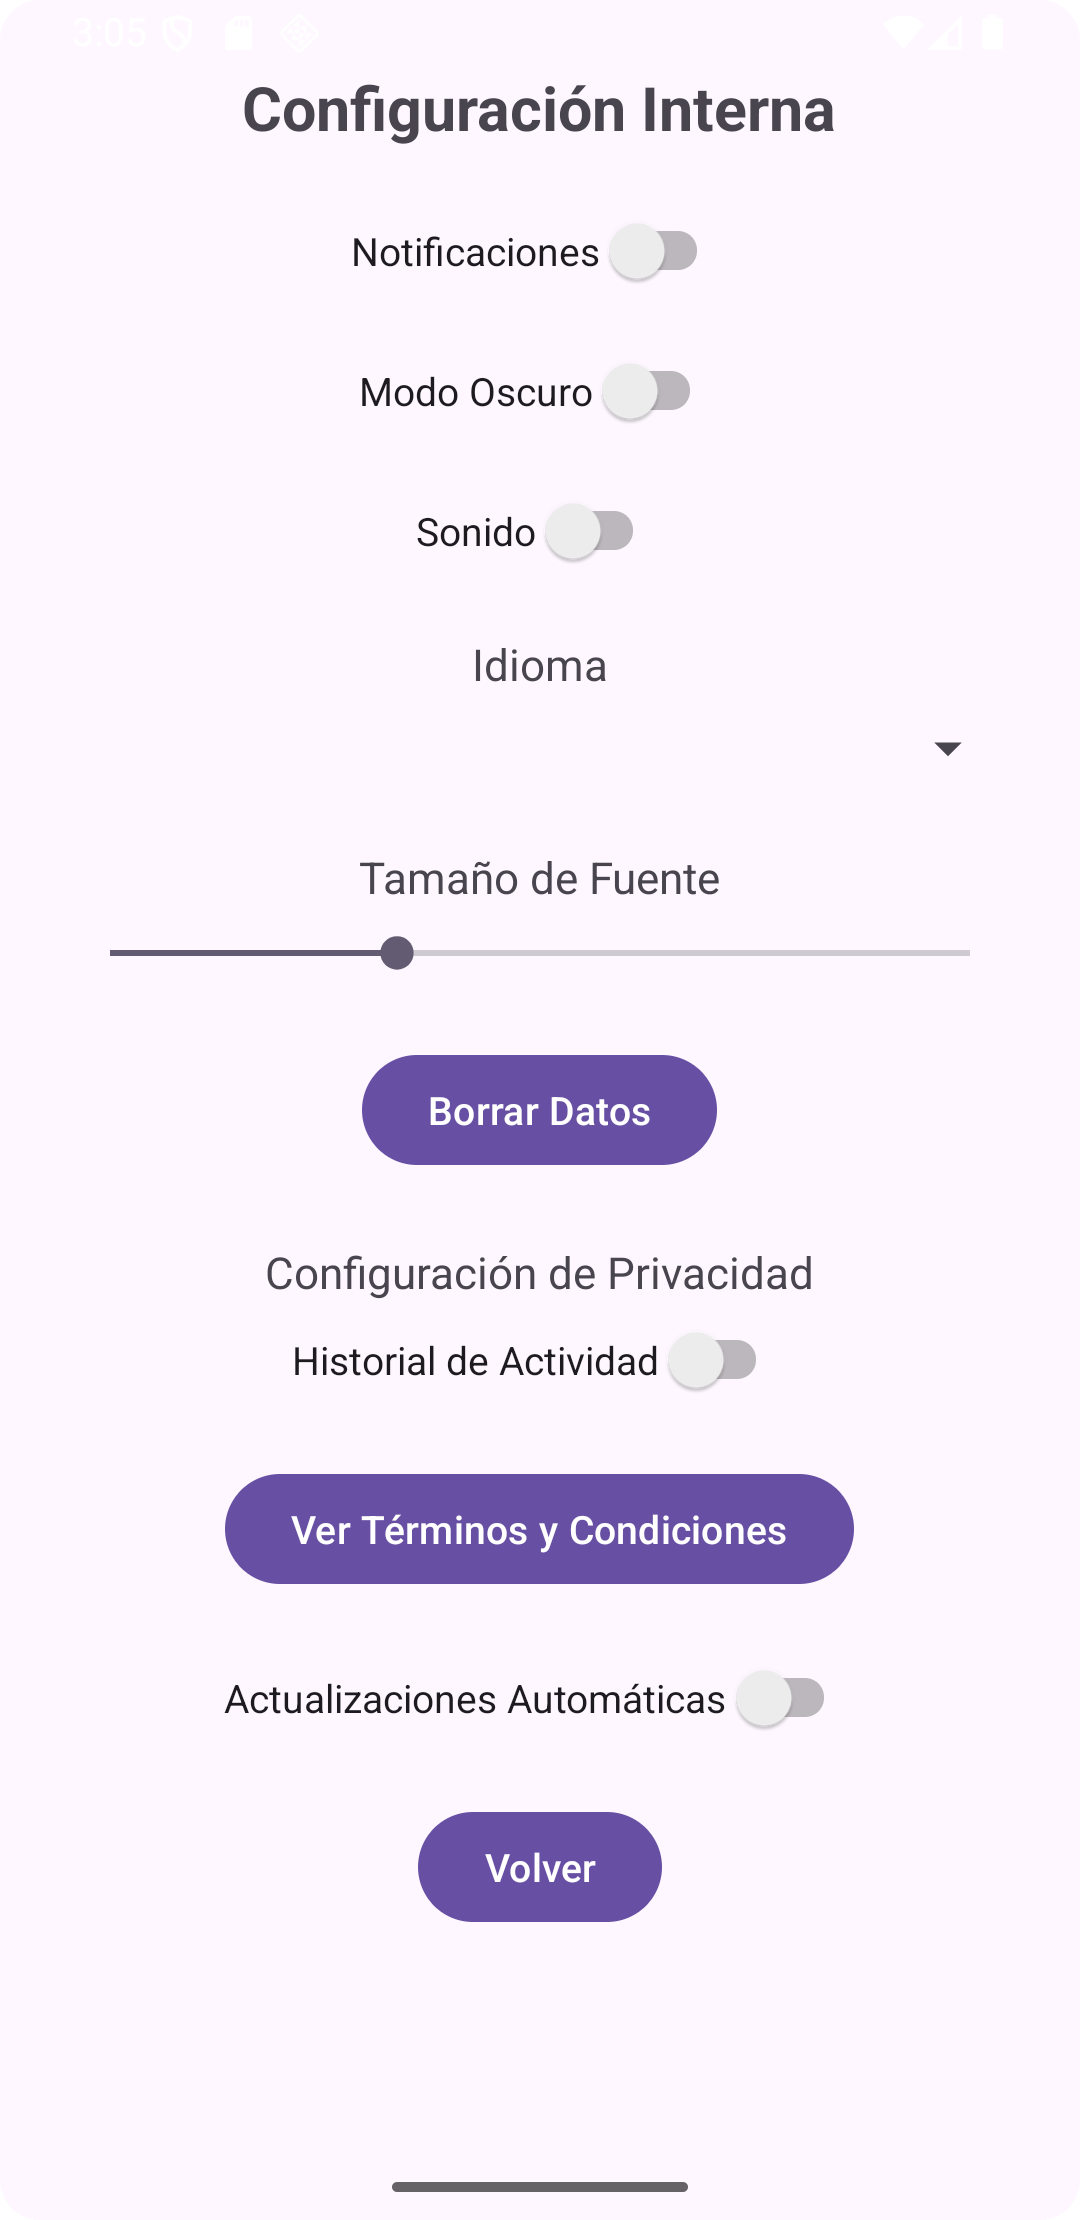 3:05
Configuración Interna
Notificaciones
Modo Oscuro
Sonido
Idioma
Tamaño de Fuente
Borrar Datos
Configuración de Privacidad
Historial de Actividad
Ver Términos y Condiciones
Actualizaciones Automáticas
Volver